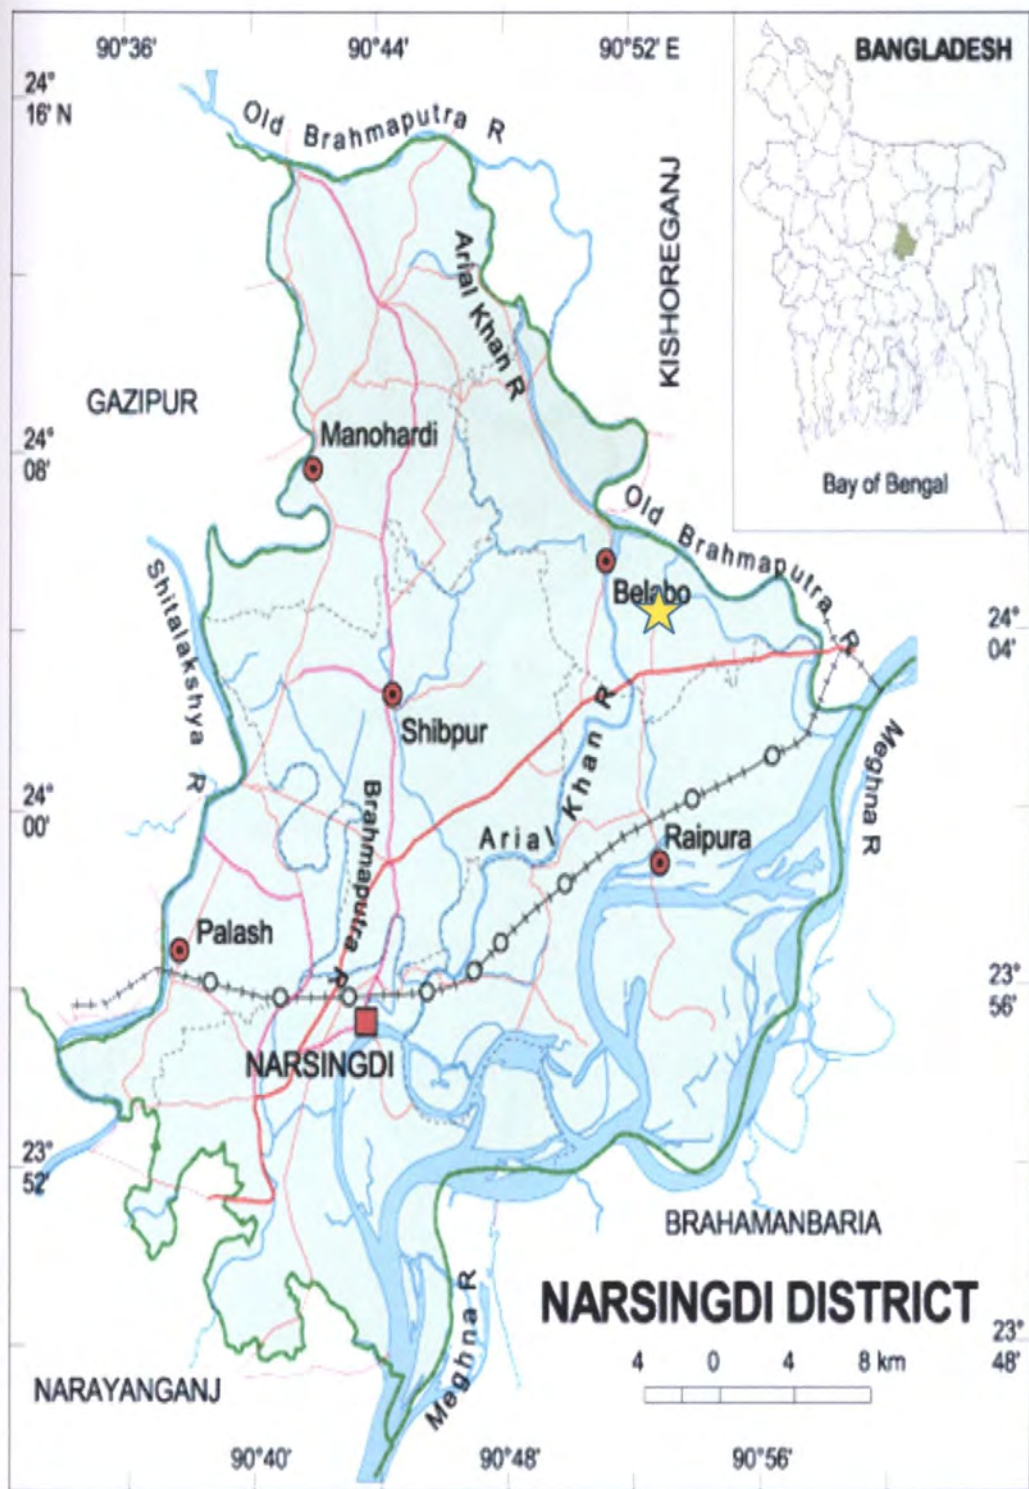 90°36'
90°44'
90°52' E
BANGLADESH
24°
16' N
Old Brahmaputra R
KISHOREGANJ
Arial Khan R
GAZIPUR
Manohardi
24°
08'
Bay of Bengal
Old Brahmaputra R
Shitalakshya R
Belabo
24°
04'
Shibpur
Arial Khan R
Meghna R
24°
00'
Brahmaputra R
Raipura
Palash
23°
56'
NARSINGDI
23°
52'
BRAHAMANBARIA
NARSINGDI DISTRICT
Meghna R
23°
48'
4 0 4 8 km
NARAYANGANJ
90°40'
90°48'
90°56'